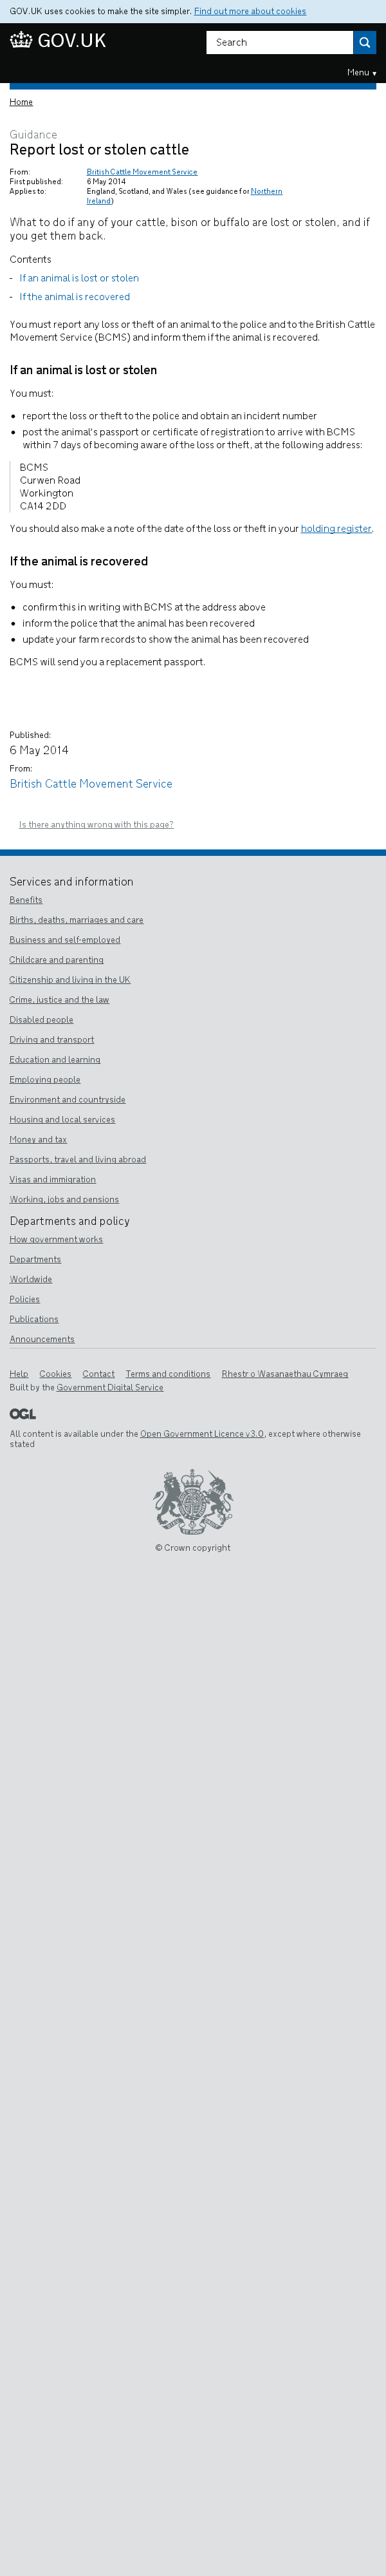 GOV.UK uses cookies to make the site simpler. Find out more about cookies
GOV.UK
Search
Menu ▾
Home
Guidance
Report lost or stolen cattle
From: British Cattle Movement Service
First published: 6 May 2014
Applies to: England, Scotland, and Wales (see guidance for Northern
Ireland)
What to do if any of your cattle, bison or buffalo are lost or stolen, and if
you get them back.
Contents
- If an animal is lost or stolen
- If the animal is recovered
You must report any loss or theft of an animal to the police and to the British Cattle
Movement Service (BCMS) and inform them if the animal is recovered.
If an animal is lost or stolen
You must:
• report the loss or theft to the police and obtain an incident number
• post the animal's passport or certificate of registration to arrive with BCMS
within 7 days of becoming aware of the loss or theft, at the following address:
BCMS
Curwen Road
Workington
CA14 2DD
You should also make a note of the date of the loss or theft in your holding register.
If the animal is recovered
You must:
• confirm this in writing with BCMS at the address above
• inform the police that the animal has been recovered
• update your farm records to show the animal has been recovered
BCMS will send you a replacement passport.
Published:
6 May 2014
From:
British Cattle Movement Service
Is there anything wrong with this page?
Services and information
Benefits
Births, deaths, marriages and care
Business and self-employed
Childcare and parenting
Citizenship and living in the UK
Crime, justice and the law
Disabled people
Driving and transport
Education and learning
Employing people
Environment and countryside
Housing and local services
Money and tax
Passports, travel and living abroad
Visas and immigration
Working, jobs and pensions
Departments and policy
How government works
Departments
Worldwide
Policies
Publications
Announcements
Help Cookies Contact Terms and conditions Rhestr o Wasanaethau Cymraeg
Built by the Government Digital Service
OGL
All content is available under the Open Government Licence v3.0, except where otherwise
stated
© Crown copyright